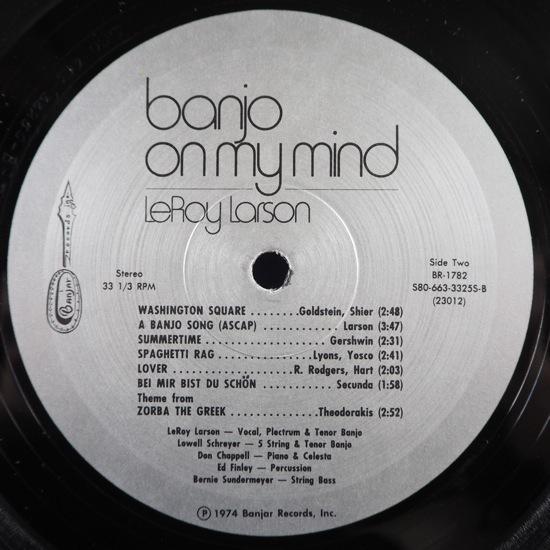 banjo
on my mind
LeRoy Larson
Banjar records inc.
Stereo
33 1/3 RPM
Side Two
BR-1782
S80-663-3325S-B
(23012)
WASHINGTON SQUARE ........Goldstein, Shier (2:48)
A BANJO SONG (ASCAP) ............ Larson (3:47)
SUMMERTIME .................... Gershwin (2:31)
SPAGHETTI RAG ................Lyons, Yosco (2:41)
LOVER ....................R. Rodgers, Hart (2:03)
BEI MIR BIST DU SCHÖN ........... Secunda (1:58)
Theme from
ZORBA THE GREEK ..............Theodorakis (2:52)
LeRoy Larson — Vocal, Plectrum & Tenor Banjo
Lowell Schreyer — 5 String & Tenor Banjo
Don Chappell — Piano & Celesta
Ed Finley — Percussion
Bernie Sundermeyer — String Bass
Ⓟ 1974 Banjar Records, Inc.